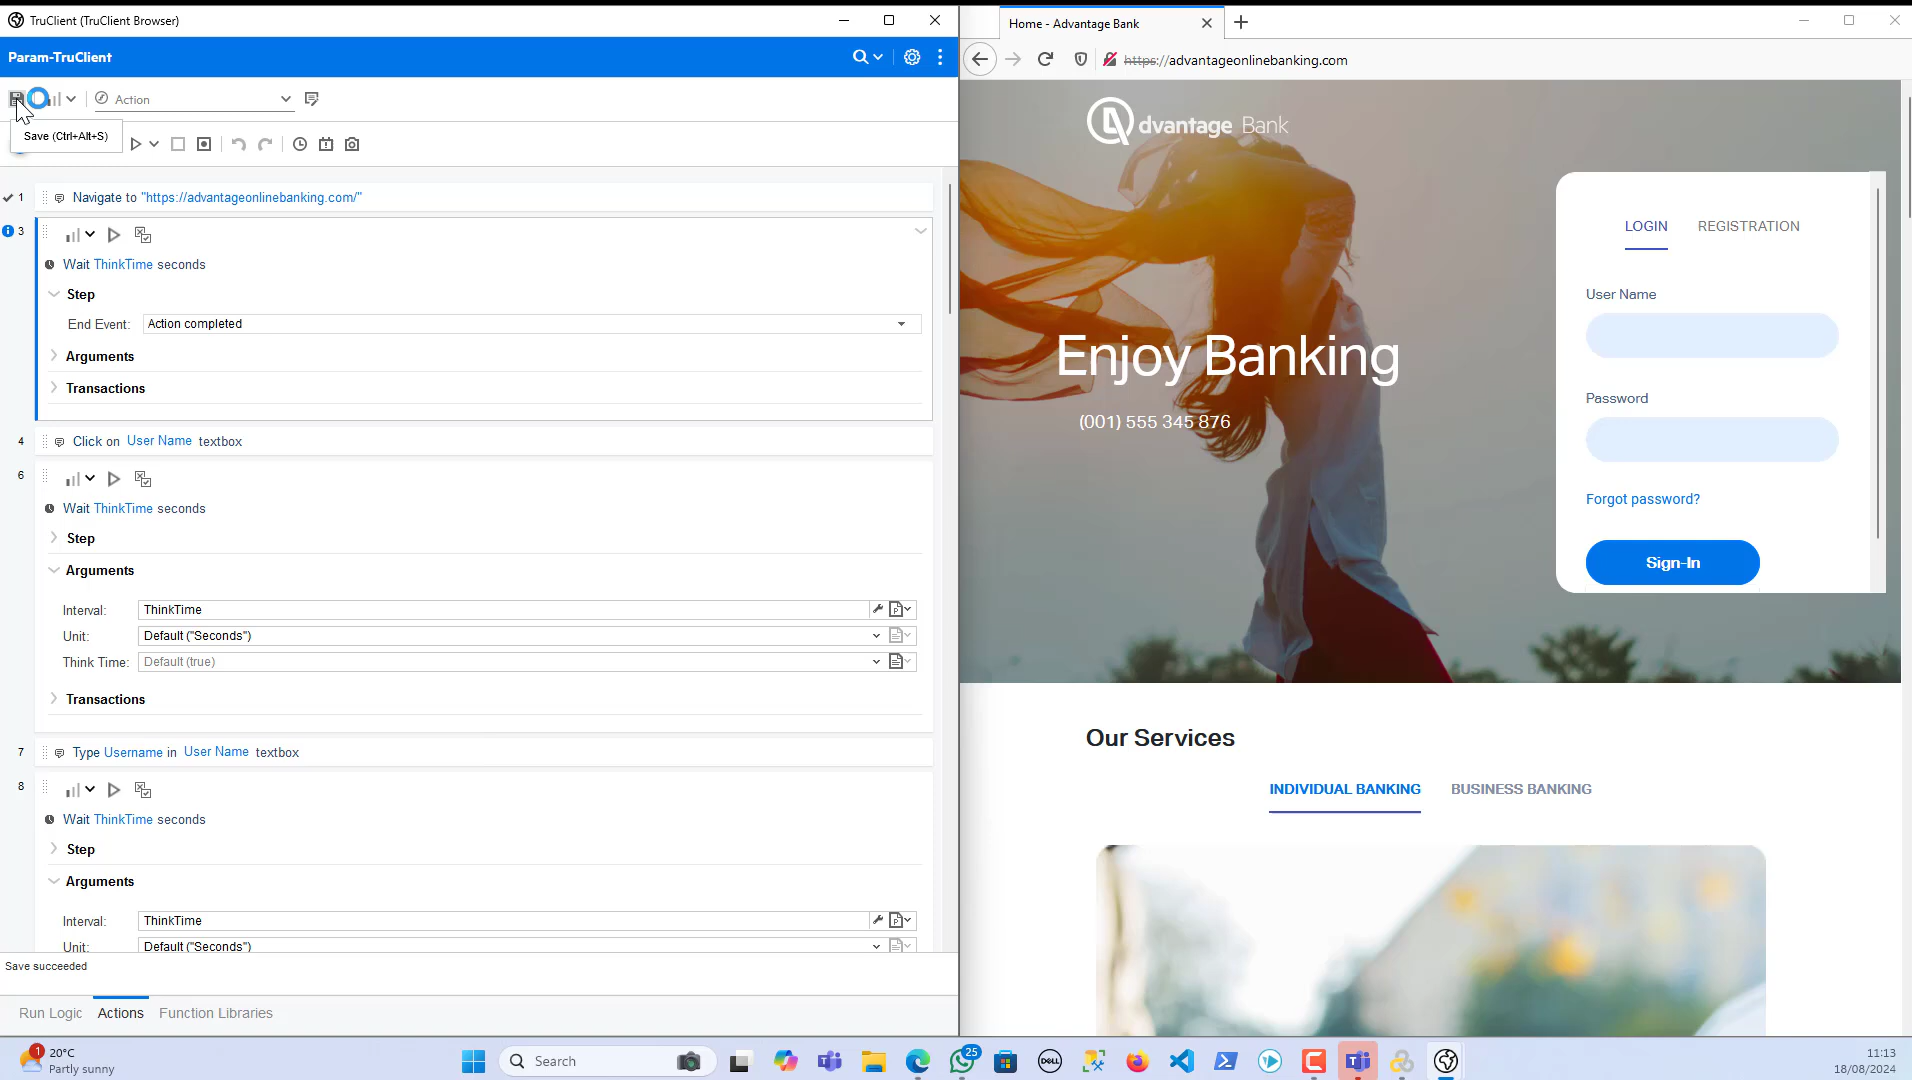 TruClient (TruClient Browser)
Param-TruClient
Action
Save (Ctrl+Alt+S)
1 Navigate to "https://advantageonlinebanking.com/"
3
Wait ThinkTime seconds
Step
End Event: Action completed
Arguments
Transactions
4 Click on User Name textbox
6
Wait ThinkTime seconds
Step
Arguments
Interval: ThinkTime
Unit: Default ("Seconds")
Think Time: Default (true)
Transactions
7 Type Username in User Name textbox
8
Wait ThinkTime seconds
Step
Arguments
Interval: ThinkTime
Unit: Default ("Seconds")
Save succeeded
Run Logic Actions Function Libraries
Home - Advantage Bank
https://advantageonlinebanking.com
dvantage Bank
LOGIN REGISTRATION
User Name
Password
Forgot password?
Sign-In
Enjoy Banking
(001) 555 345 876
Our Services
INDIVIDUAL BANKING BUSINESS BANKING
1
20°C
Partly sunny
Search
25
DELL
11:13
18/08/2024